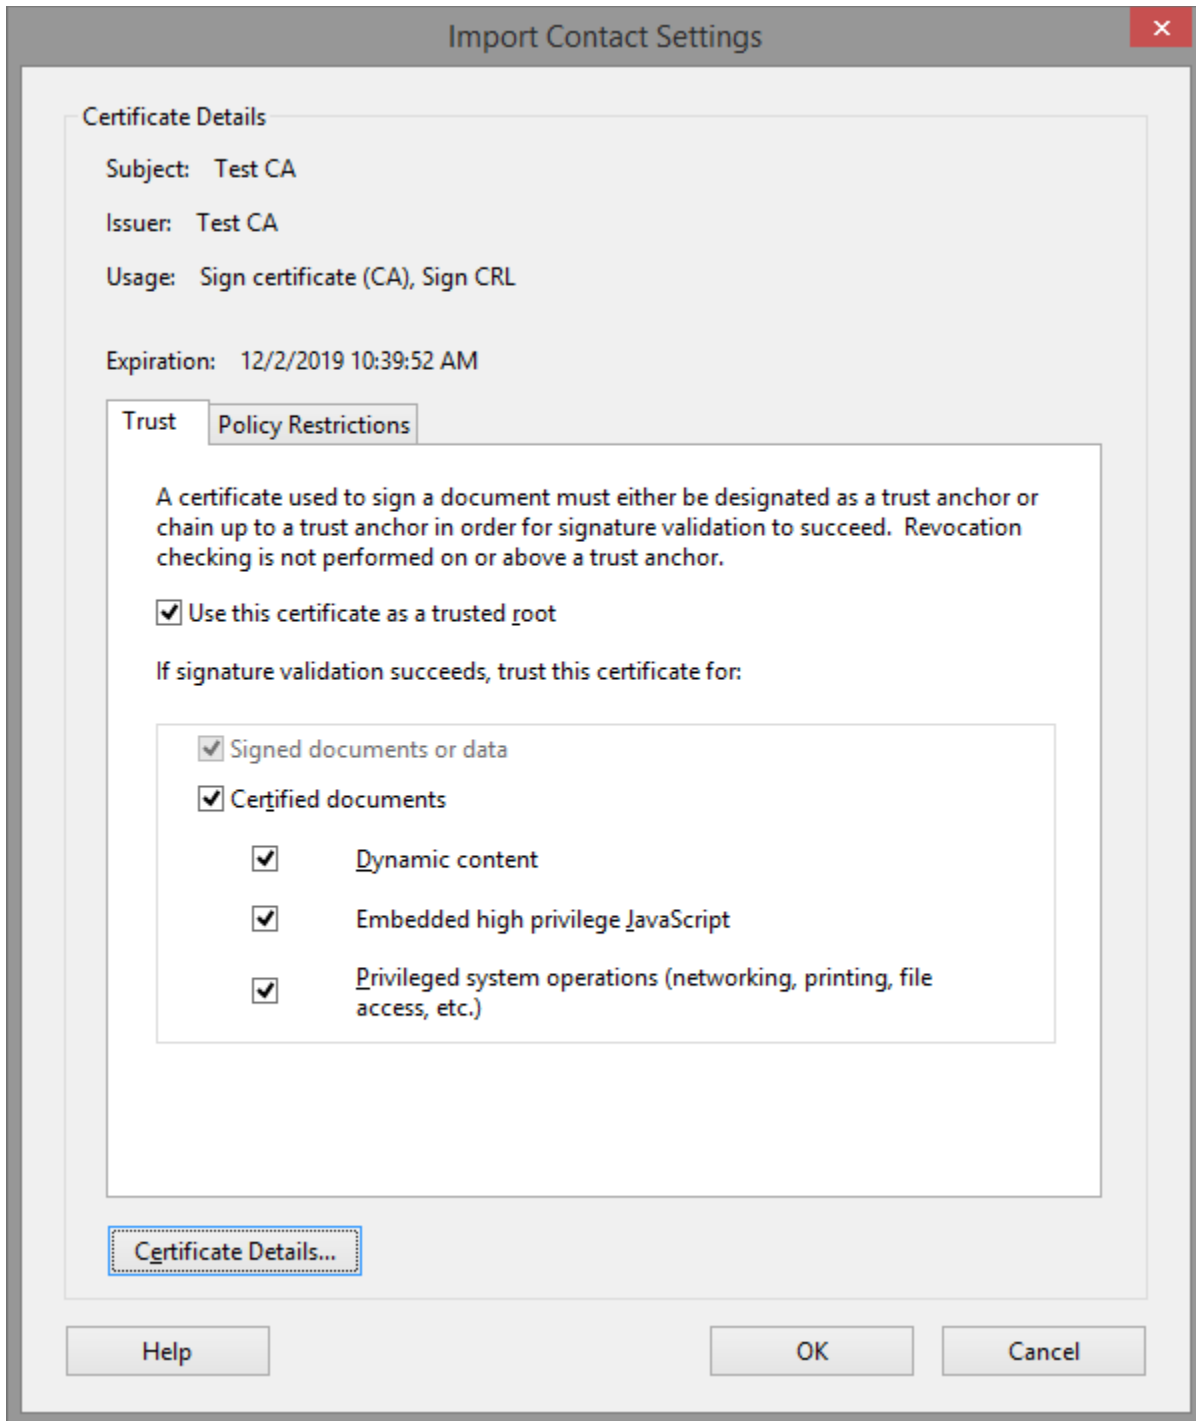 Import Contact Settings
Certificate Details
Subject: Test CA
Issuer: Test CA
Usage: Sign certificate (CA), Sign CRL
Expiration: 12/2/2019 10:39:52 AM
Trust Policy Restrictions
A certificate used to sign a document must either be designated as a trust anchor or
chain up to a trust anchor in order for signature validation to succeed. Revocation
checking is not performed on or above a trust anchor.
Use this certificate as a trusted root
If signature validation succeeds, trust this certificate for:
Signed documents or data
Certified documents
Dynamic content
Embedded high privilege JavaScript
Privileged system operations (networking, printing, file
access, etc.)
Certificate Details...
Help OK Cancel